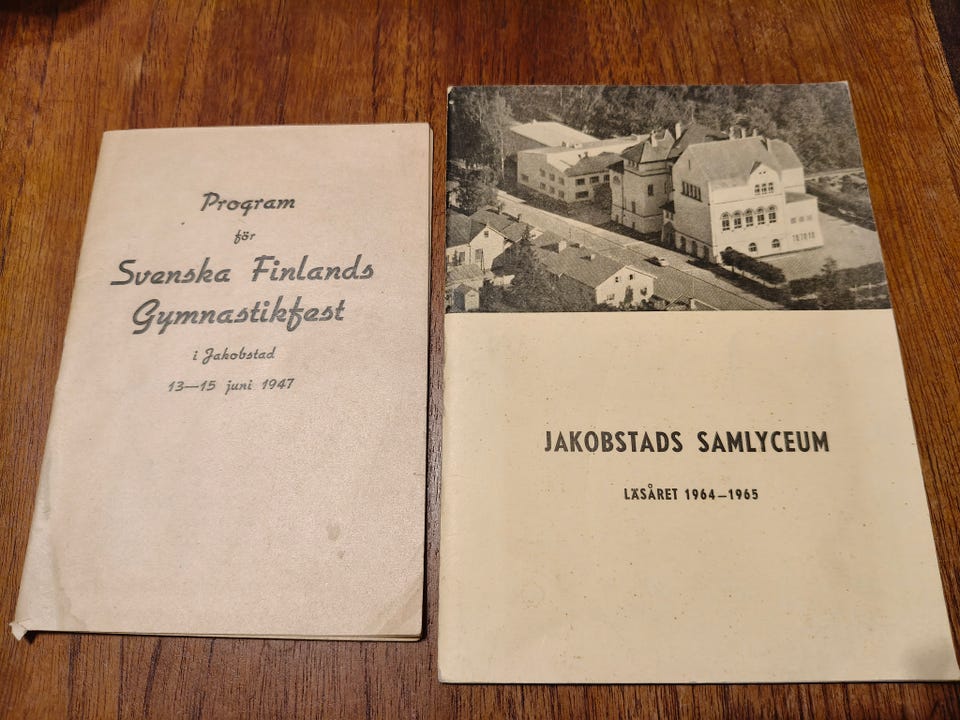 Program
för
Svenska Finlands
Gymnastikfest
i Jakobstad
13—15 juni 1947
JAKOBSTADS SAMLYCEUM
LÄSÅRET 1964–1965